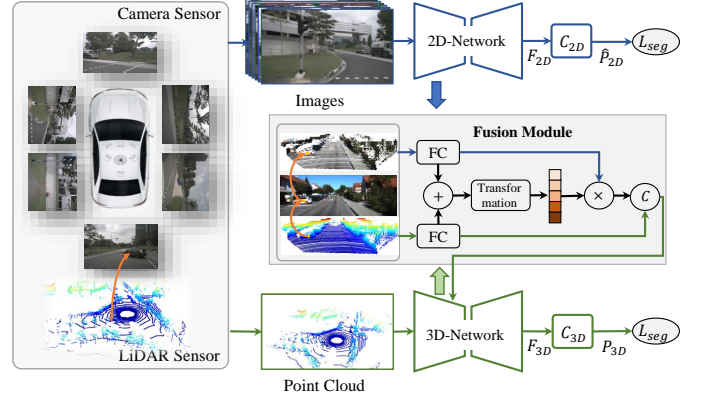 Camera Sensor
LiDAR Sensor
Images
2D-Network
F2D
C2D
P̂2D
Lseg
Fusion Module
FC
+
Transfor
mation
×
C
FC
Point Cloud
3D-Network
F3D
C3D
P3D
Lseg